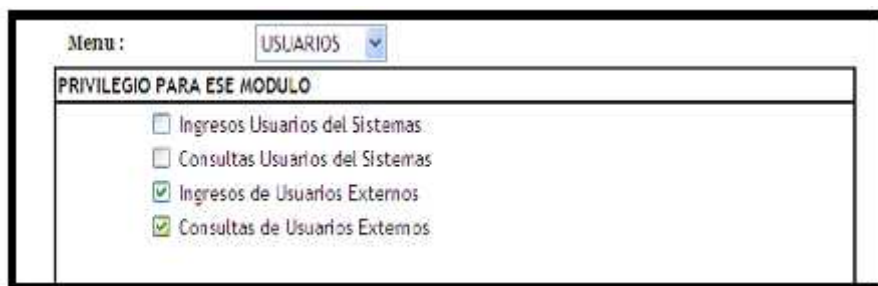 Menu : USUARIOS
PRIVILEGIO PARA ESE MODULO
Ingresos Usuarios del Sistemas
Consultas Usuarios del Sistemas
Ingresos de Usuarios Externos
Consultas de Usuarios Externos